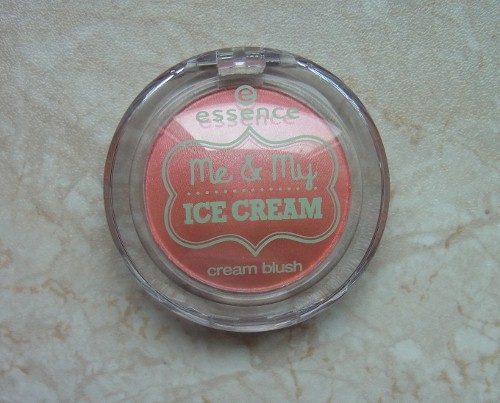 e
essence
Me & My
ICE CREAM
cream blush